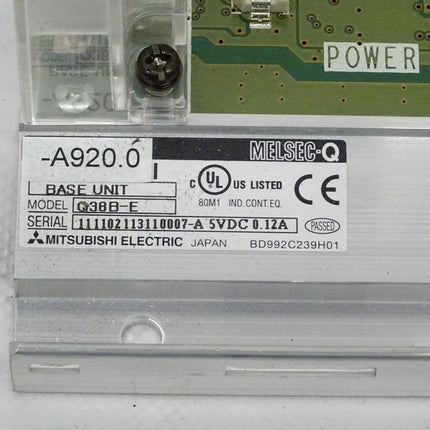 POWER
-A920.0
MELSEC-Q
BASE UNIT
C UL US LISTED CE
MODEL Q38B-E
80M1 IND.CONT.EQ.
SERIAL 111102113110007-A 5VDC 0.12A PASSED
MITSUBISHI ELECTRIC JAPAN BD992C239H01